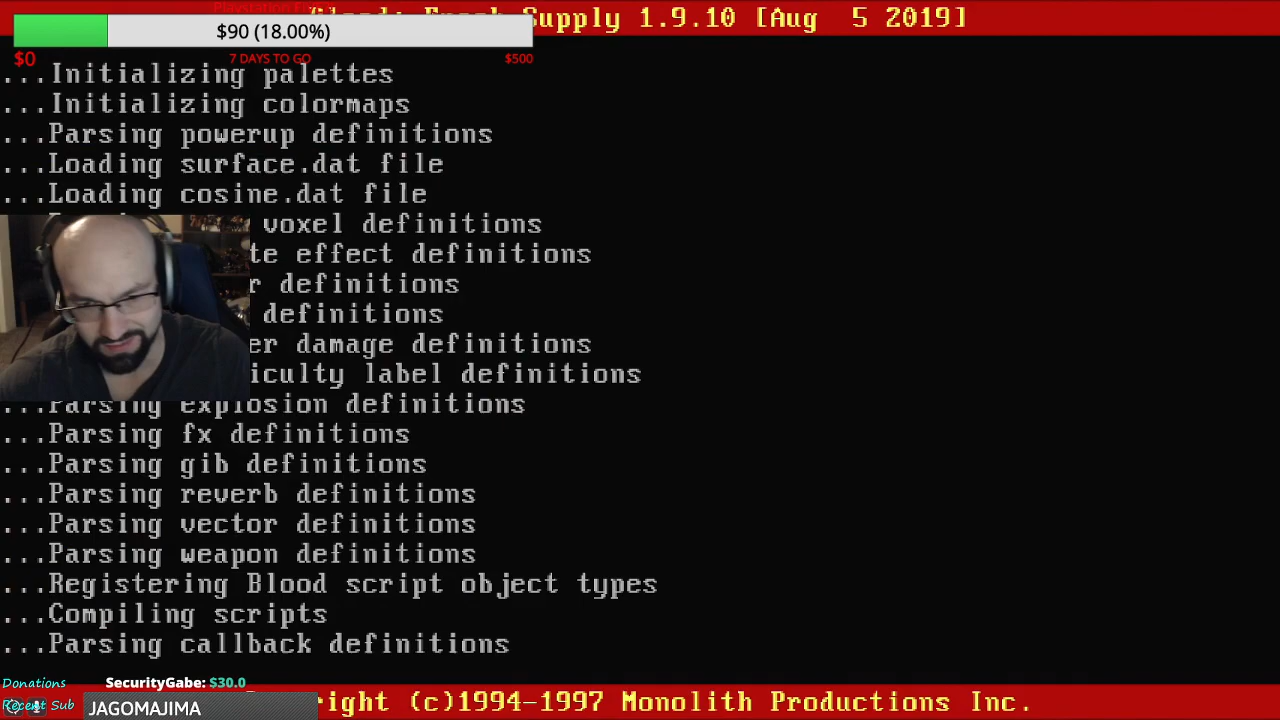 Supply 1.9.10 [Aug  5 2019]
$90 (18.00%)
$0
7 DAYS TO GO
$500
...Initializing palettes
...Initializing colormaps
...Parsing powerup definitions
...Loading surface.dat file
...Loading cosine.dat file
voxel definitions
te effect definitions
r definitions
definitions
er damage definitions
iculty label definitions
...Parsing explosion definitions
...Parsing fx definitions
...Parsing gib definitions
...Parsing reverb definitions
...Parsing vector definitions
...Parsing weapon definitions
...Registering Blood script object types
...Compiling scripts
...Parsing callback definitions
Donations
SecurityGabe: $30.0
Recent Sub
JAGOMAJIMA
right (c)1994-1997 Monolith Productions Inc.